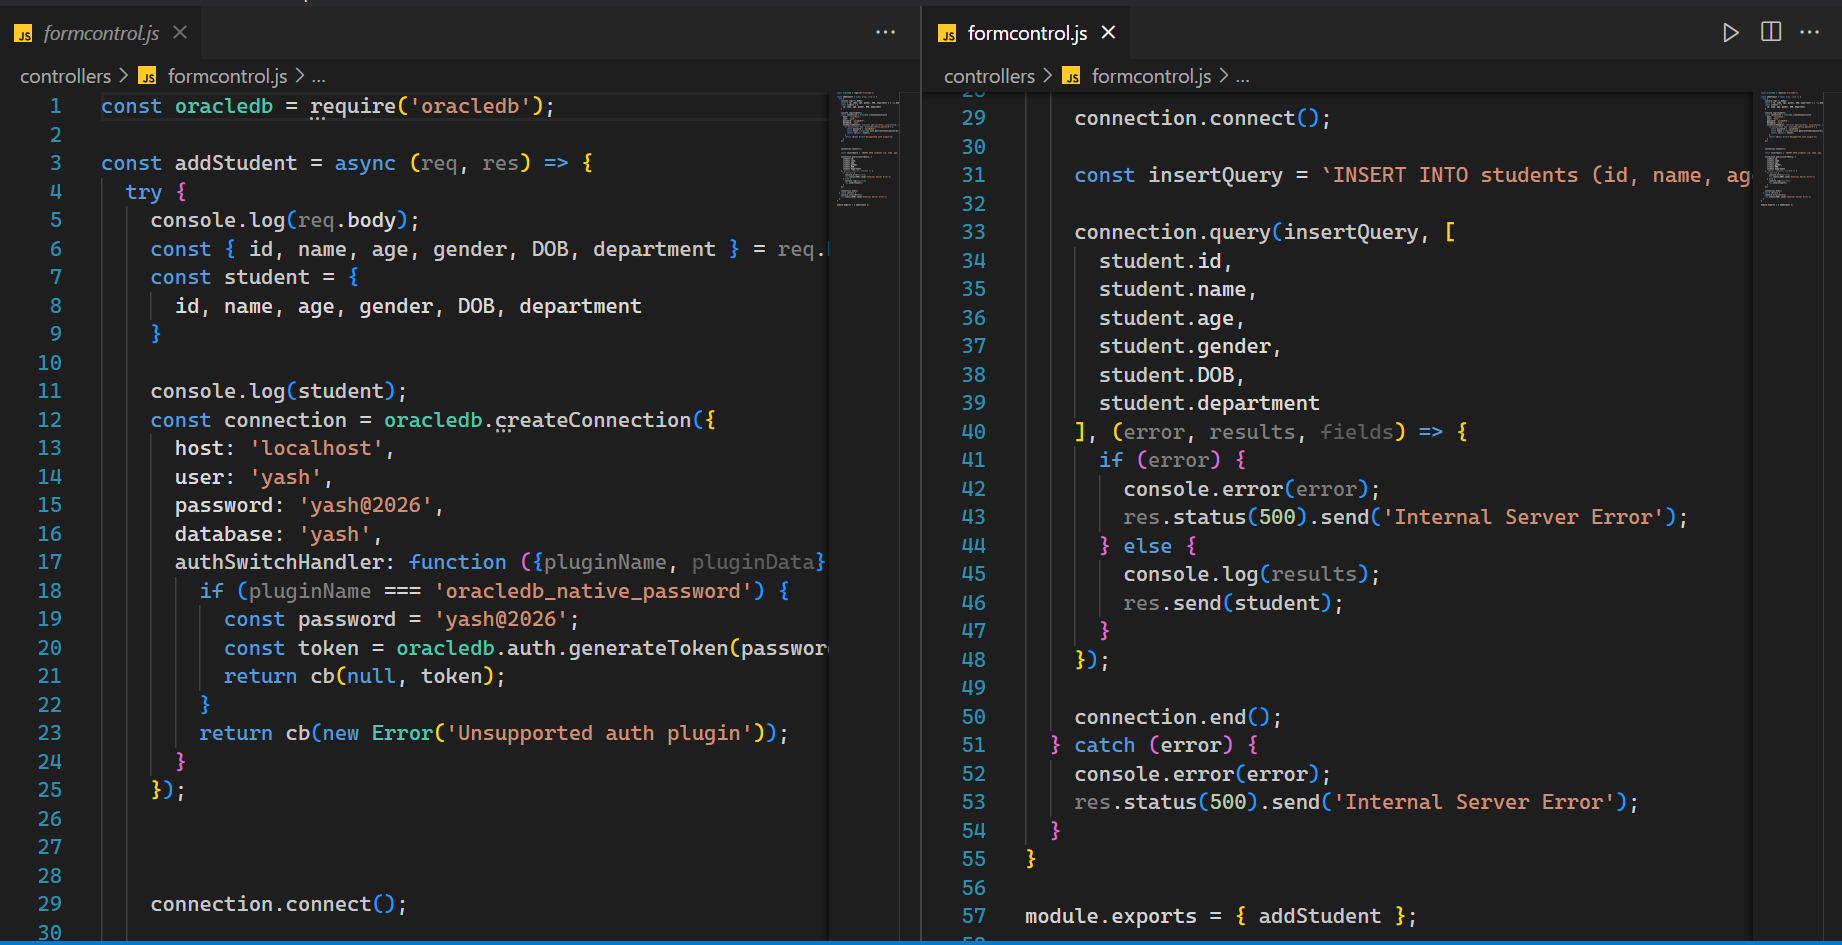 formcontrol.js
controllers > formcontrol.js > ...
1 const oracledb = require('oracledb');
2
3 const addStudent = async (req, res) => {
4 try {
5 console.log(req.body);
6 const { id, name, age, gender, DOB, department } = req.
7 const student = {
8 id, name, age, gender, DOB, department
9 }
10
11 console.log(student);
12 const connection = oracledb.createConnection({
13 host: 'localhost',
14 user: 'yash',
15 password: 'yash@2026',
16 database: 'yash',
17 authSwitchHandler: function ({pluginName, pluginData}
18 if (pluginName === 'oracledb_native_password') {
19 const password = 'yash@2026';
20 const token = oracledb.auth.generateToken(passwor
21 return cb(null, token);
22 }
23 return cb(new Error('Unsupported auth plugin'));
24 }
25 });
26
27
28
29 connection.connect();
30
formcontrol.js
controllers > formcontrol.js > ...
29 connection.connect();
30
31 const insertQuery = `INSERT INTO students (id, name, ag
32
33 connection.query(insertQuery, [
34 student.id,
35 student.name,
36 student.age,
37 student.gender,
38 student.DOB,
39 student.department
40 ], (error, results, fields) => {
41 if (error) {
42 console.error(error);
43 res.status(500).send('Internal Server Error');
44 } else {
45 console.log(results);
46 res.send(student);
47 }
48 });
49
50 connection.end();
51 } catch (error) {
52 console.error(error);
53 res.status(500).send('Internal Server Error');
54 }
55 }
56
57 module.exports = { addStudent };